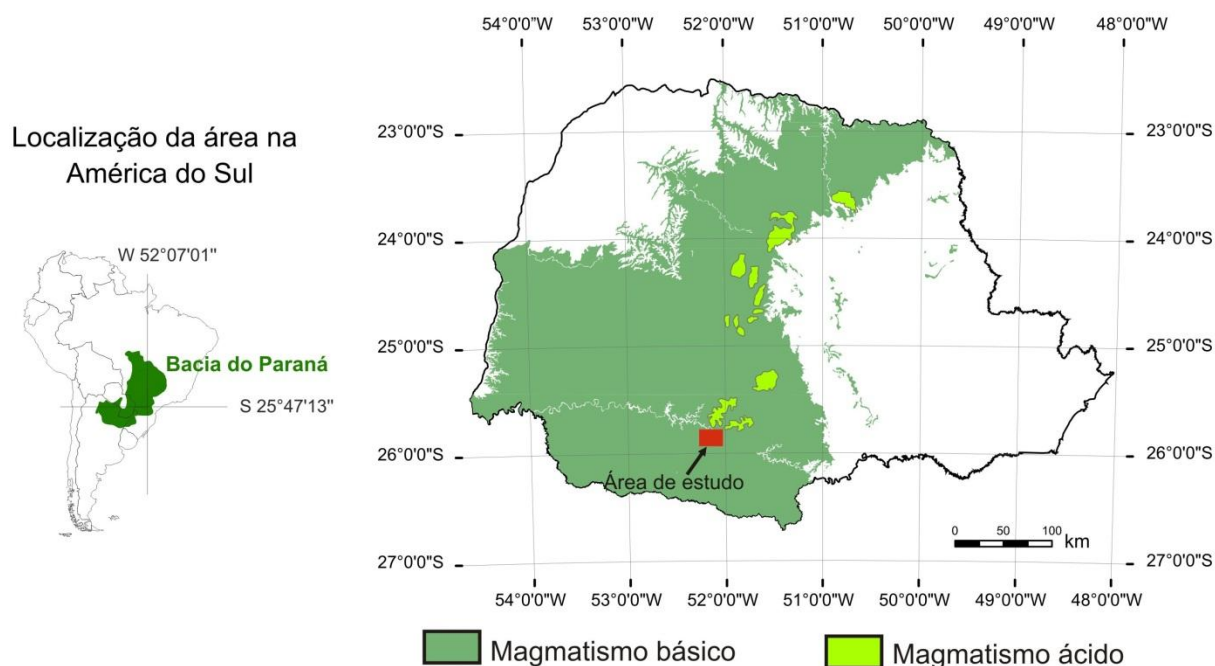 54°0'0"W 53°0'0"W 52°0'0"W 51°0'0"W 50°0'0"W 49°0'0"W 48°0'0"W
Localização da área na
América do Sul
W 52°07'01"
Bacia do Paraná
S 25°47'13"
23°0'0"S 23°0'0"S
24°0'0"S 24°0'0"S
25°0'0"S 25°0'0"S
26°0'0"S 26°0'0"S
Área de estudo
0 50 100
km
27°0'0"S 27°0'0"S
54°0'0"W 53°0'0"W 52°0'0"W 51°0'0"W 50°0'0"W 49°0'0"W 48°0'0"W
Magmatismo básico Magmatismo ácido